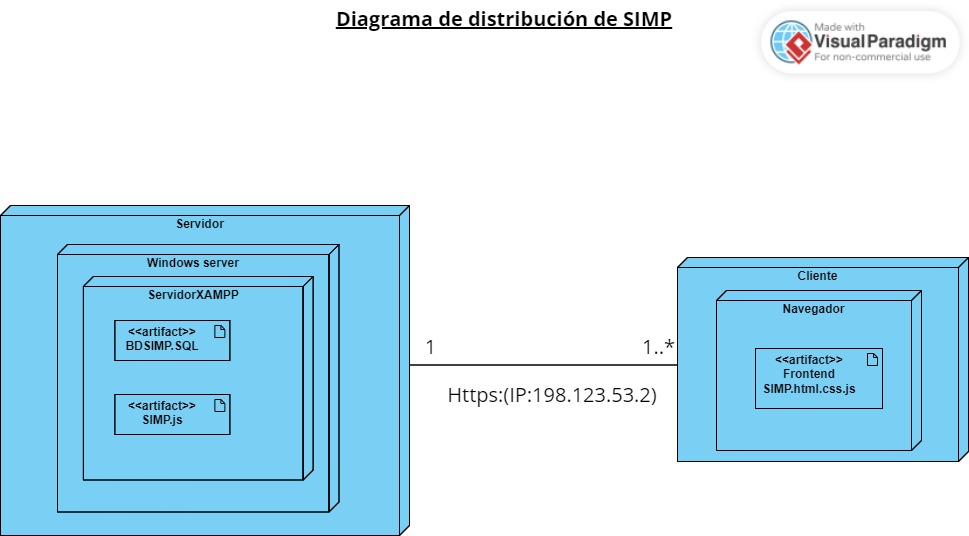 Diagrama de distribución de SIMP
Made with
Visual Paradigm
For non-commercial use
Servidor
Windows server
ServidorXAMPP
<<artifact>>
BDSIMP.SQL
<<artifact>>
SIMP.js
1
1..*
Https:(IP:198.123.53.2)
Cliente
Navegador
<<artifact>>
Frontend
SIMP.html.css.js